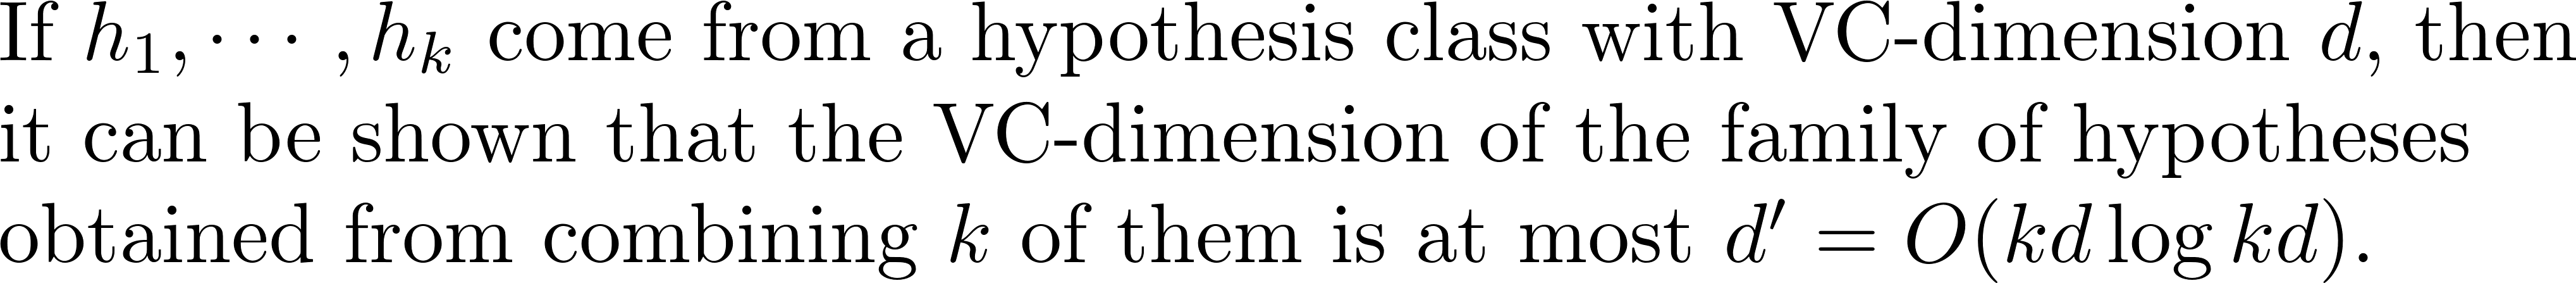 If $h_1, \cdots, h_k$ come from a hypothesis class with VC-dimension $d$, then
it can be shown that the VC-dimension of the family of hypotheses
obtained from combining $k$ of them is at most $d' = O(kd \log kd)$.